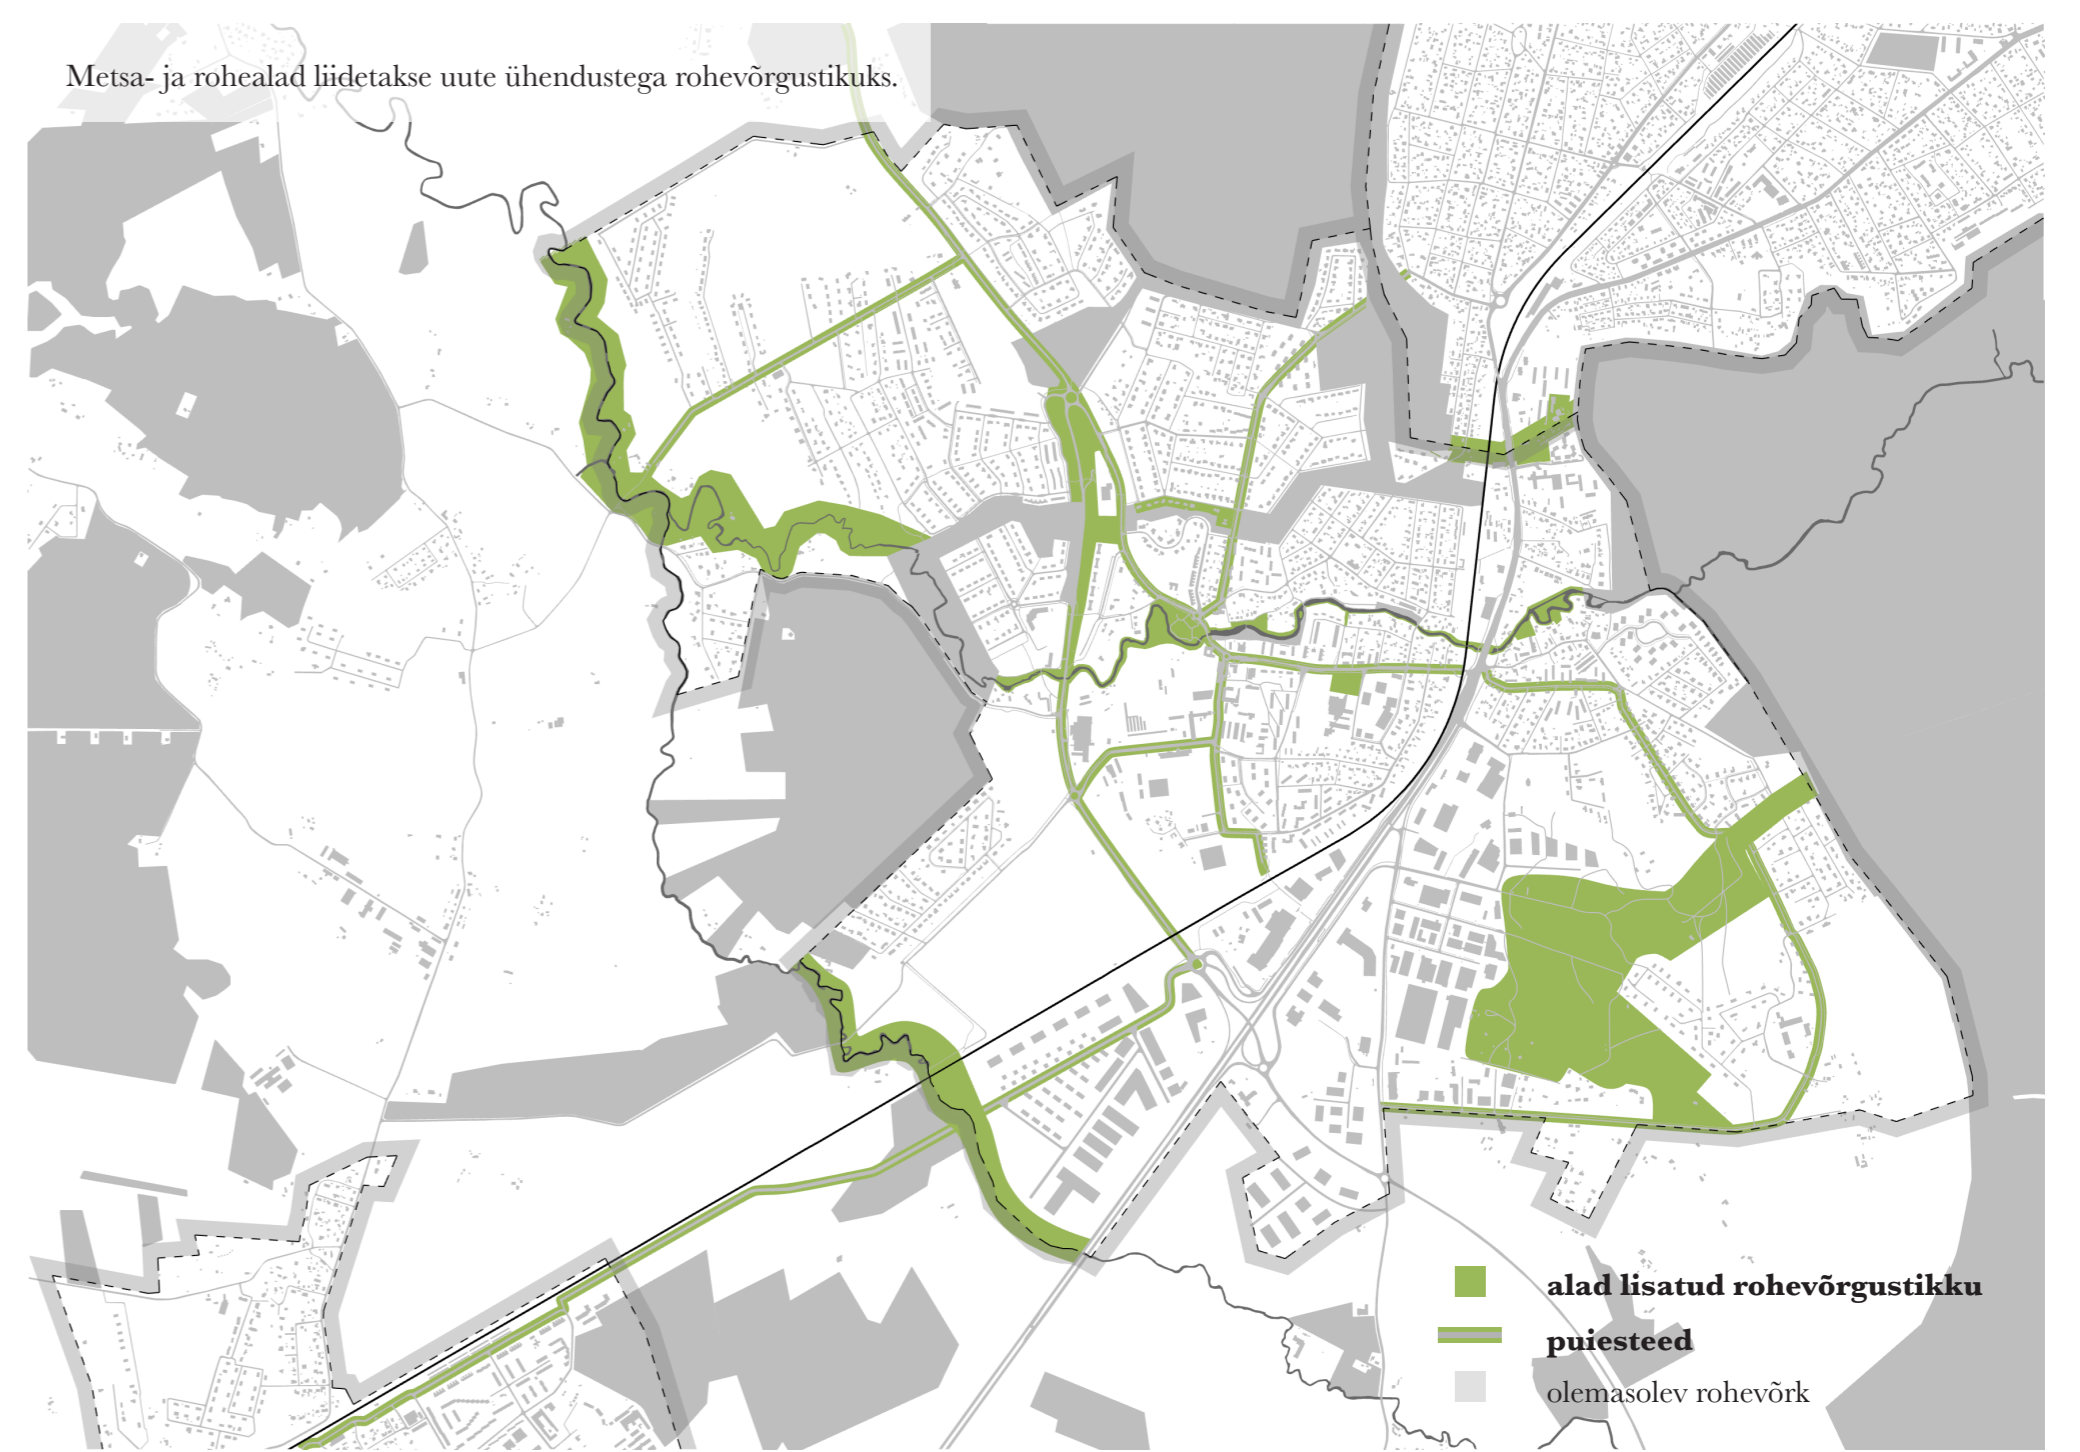 Metsa- ja rohealad liidetakse uute ühendustega rohevõrgustikuks.
alad lisatud rohevõrgustikku
puiesteed
olemasolev rohevõrk